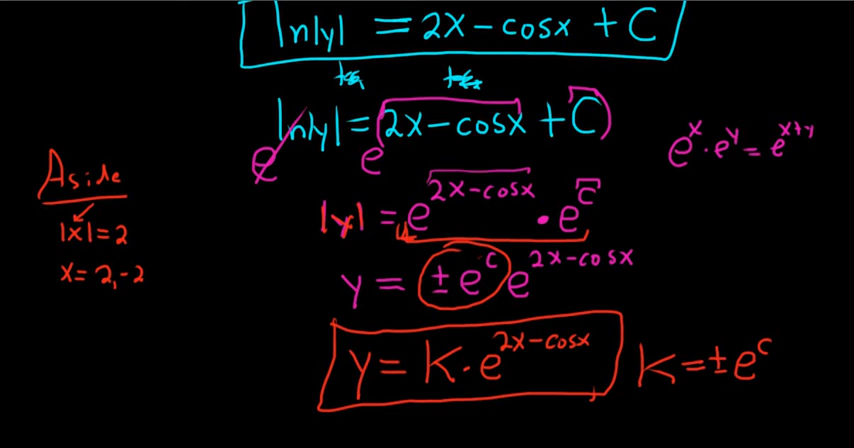 ln|y| = 2x - cosx + C
ln|y| = (2x - cosx + C)
e e
e^x · e^y = e^{x+y}
Aside
|x| = 2
x = 2, -2
|y| = e^{2x-cosx} · e^c
y = ±e^c e^{2x-cosx}
y = K · e^{2x-cosx} K = ±e^c